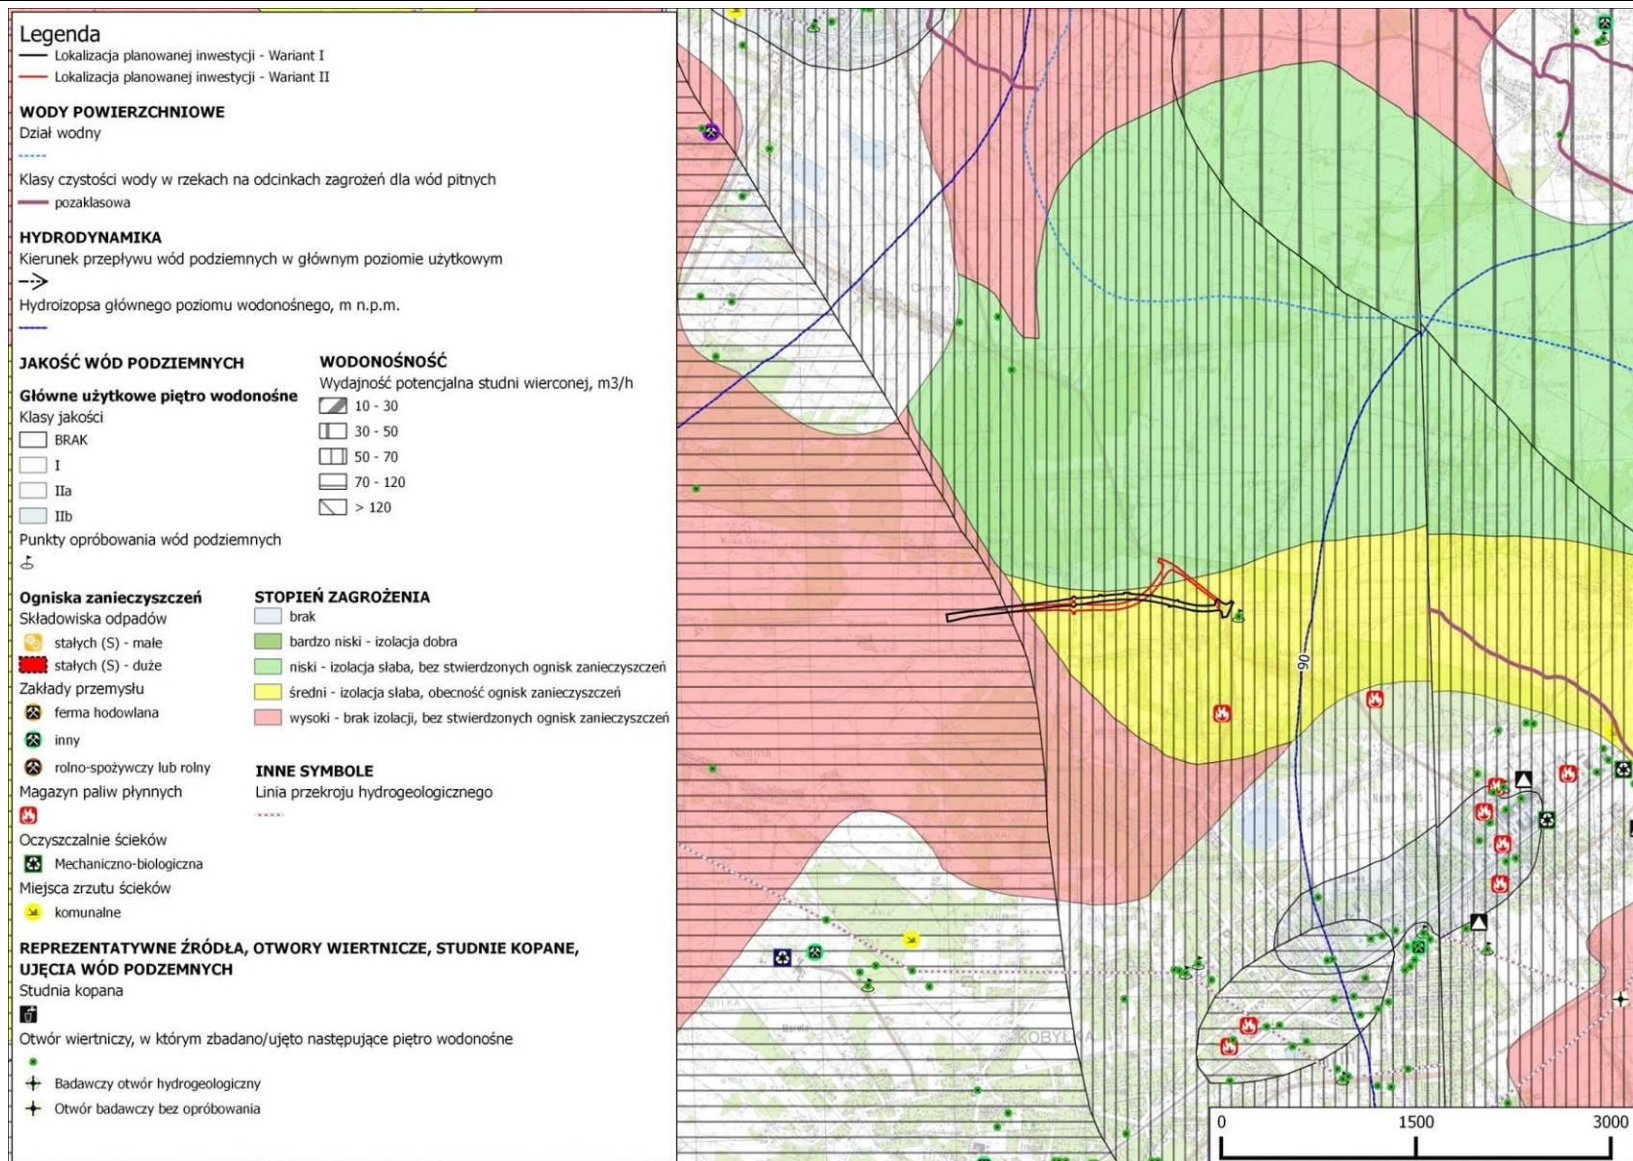 Legenda
Lokalizacja planowanej inwestycji - Wariant I
Lokalizacja planowanej inwestycji - Wariant II
WODY POWIERZCHNIOWE
Dział wodny
Klasy czystości wody w rzekach na odcinkach zagrożeń dla wód pitnych
pozaklasowa
HYDRODYNAMIKA
Kierunek przepływu wód podziemnych w głównym poziomie użytkowym
Hydroizopsa głównego poziomu wodonośnego, m n.p.m.
JAKOŚĆ WÓD PODZIEMNYCH
Główne użytkowe piętro wodonośne
Klasy jakości
BRAK
I
IIa
IIb
Punkty opróbowania wód podziemnych
WODONOŚNOŚĆ
Wydajność potencjalna studni wierconej, m3/h
10 - 30
30 - 50
50 - 70
70 - 120
> 120
Ogniska zanieczyszczeń
Składowiska odpadów
stałych (S) - małe
stałych (S) - duże
Zakłady przemysłu
ferma hodowlana
inny
rolno-spożywczy lub rolny
Magazyn paliw płynnych
Oczyszczalnie ścieków
Mechaniczno-biologiczna
Miejsca zrzutu ścieków
komunalne
STOPIEŃ ZAGROŻENIA
brak
bardzo niski - izolacja dobra
niski - izolacja słaba, bez stwierdzonych ognisk zanieczyszczeń
średni - izolacja słaba, obecność ognisk zanieczyszczeń
wysoki - brak izolacji, bez stwierdzonych ognisk zanieczyszczeń
INNE SYMBOLE
Linia przekroju hydrogeologicznego
REPREZENTATYWNE ŹRÓDŁA, OTWORY WIERTNICZE, STUDNIE KOPANE,
UJĘCIA WÓD PODZEMNYCH
Studnia kopana
Otwór wiertniczy, w którym zbadano/ujęto następujące piętro wodonośne
Badawczy otwór hydrogeologiczny
Otwór badawczy bez opróbowania
90
Nadma
KOBYŁKA
0 1500 3000